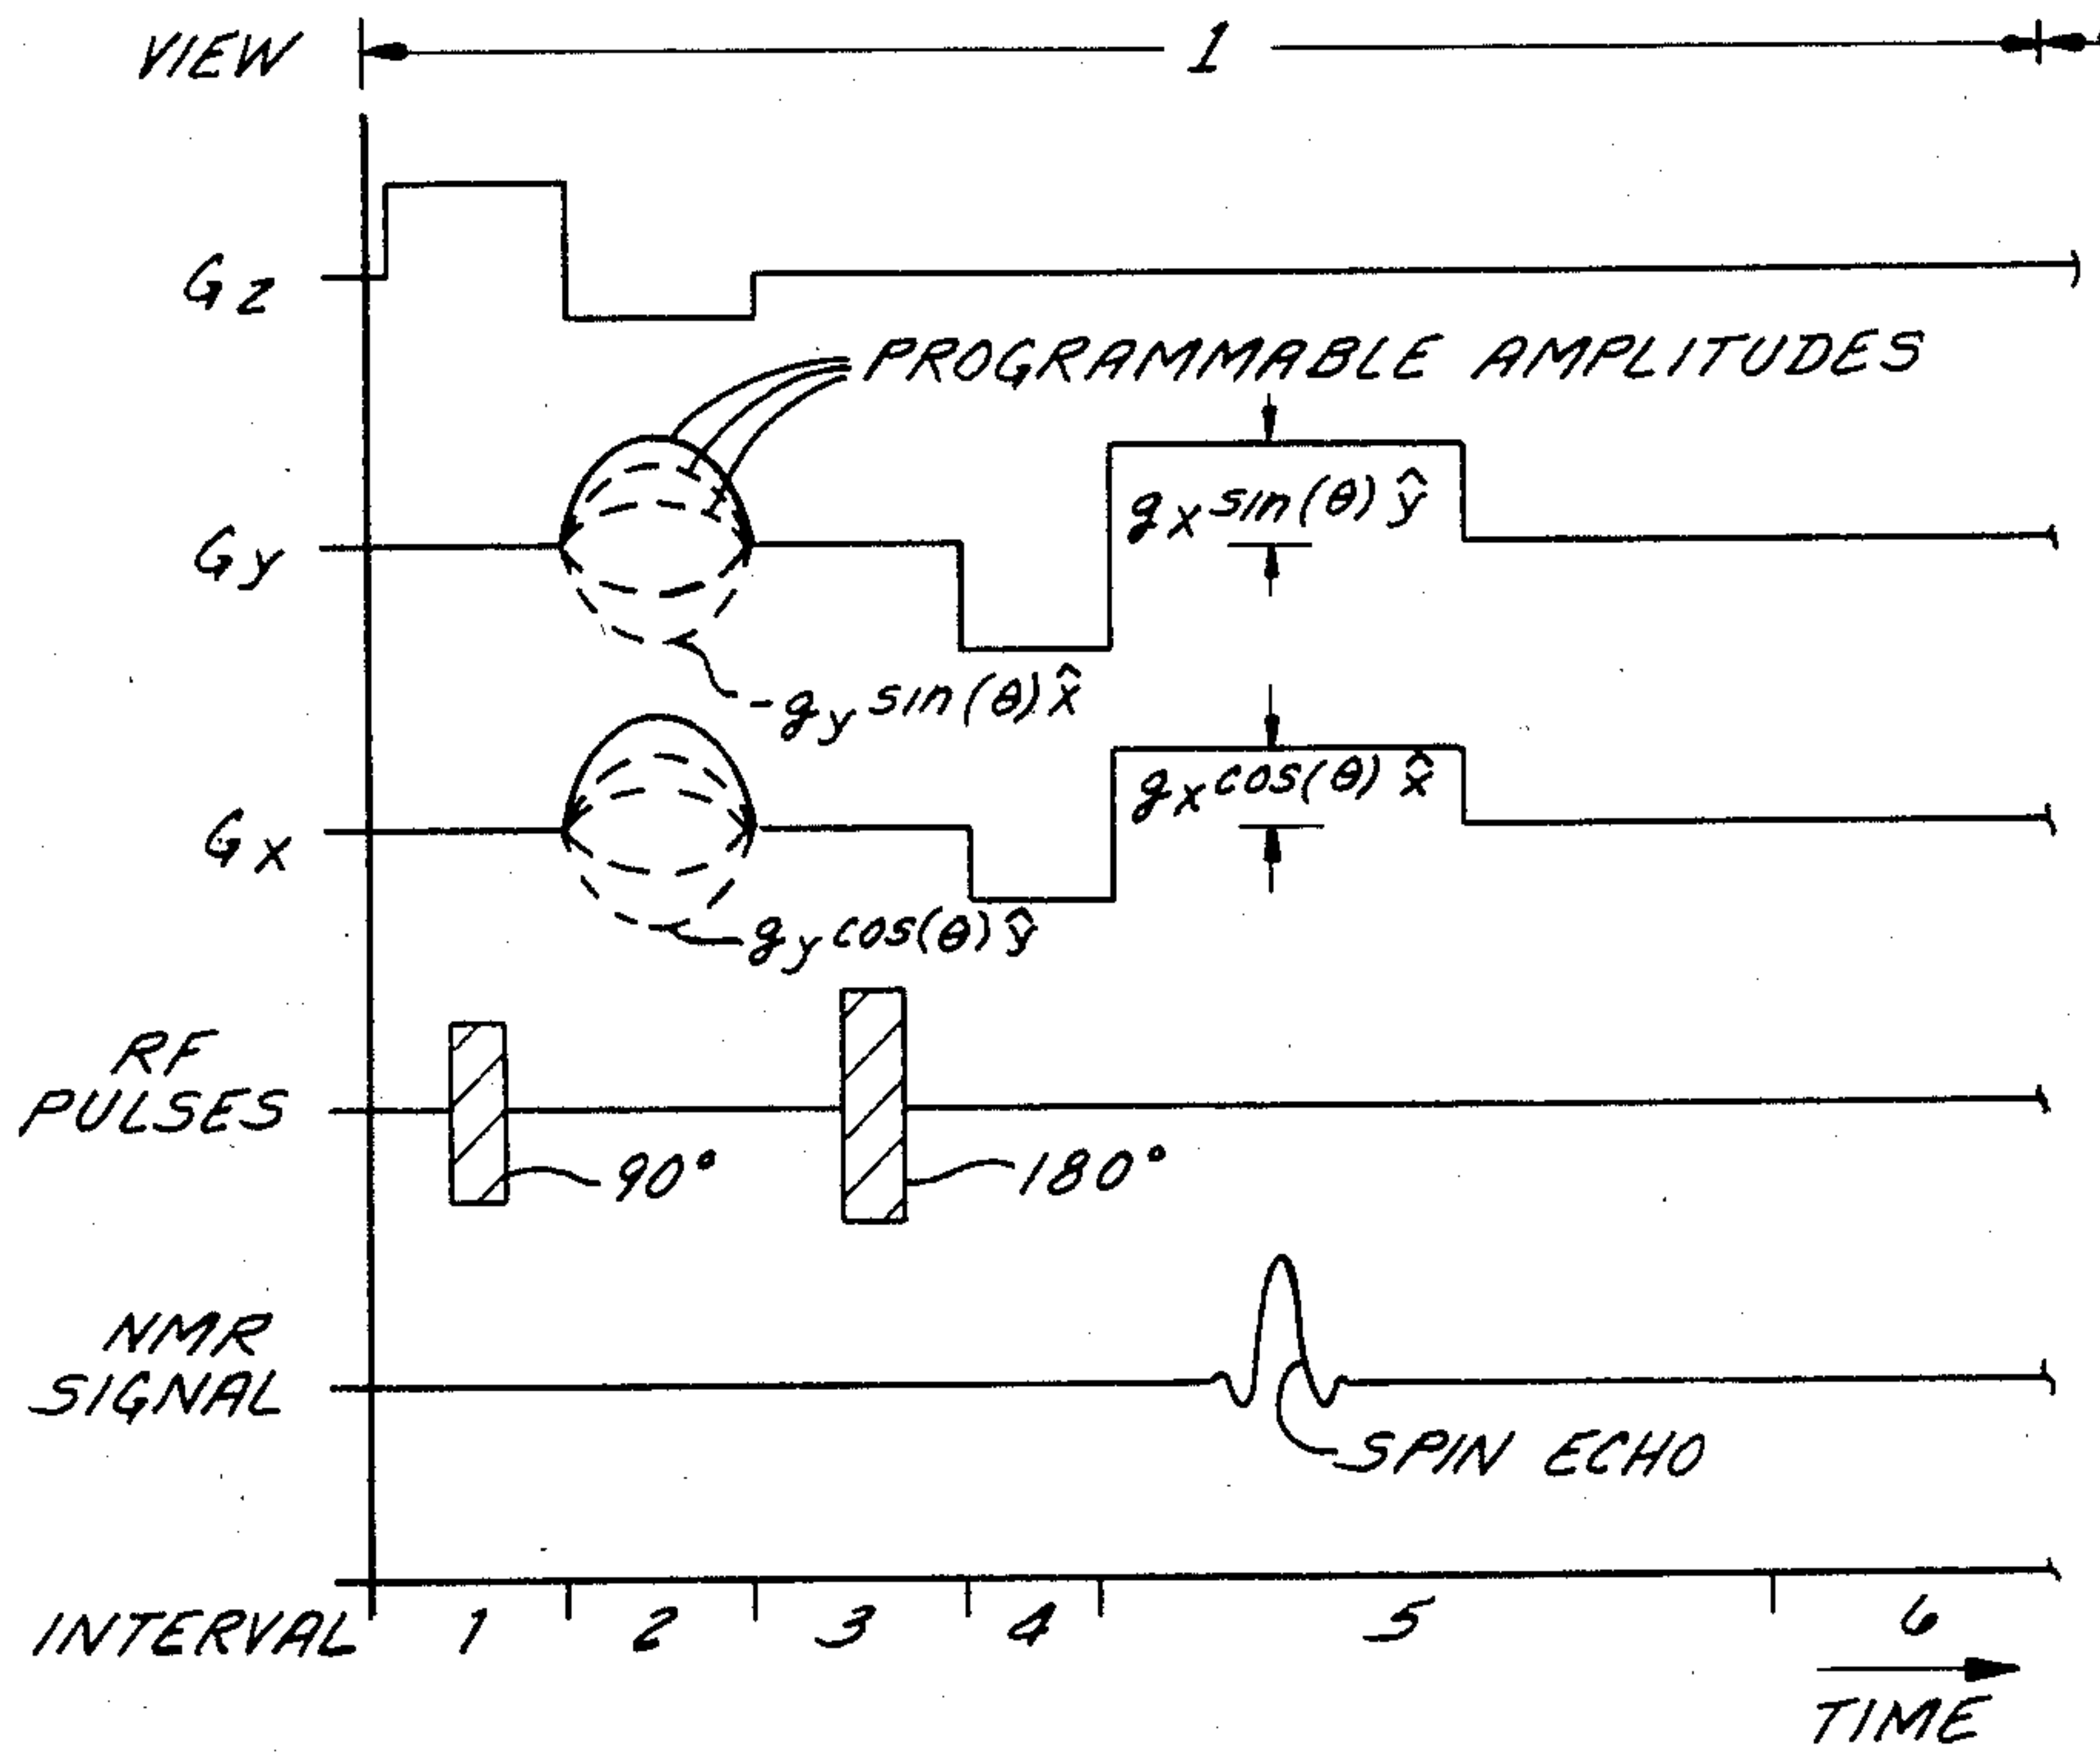 VIEW 1
Gz
PROGRAMMABLE AMPLITUDES
gx sin(θ) ŷ
Gy
-gy sin(θ) x̂
gx cos(θ) x̂
Gx
gy cos(θ) ŷ
RF
PULSES
90°
180°
NMR
SIGNAL
SPIN ECHO
INTERVAL 1 2 3 4 5 6
TIME